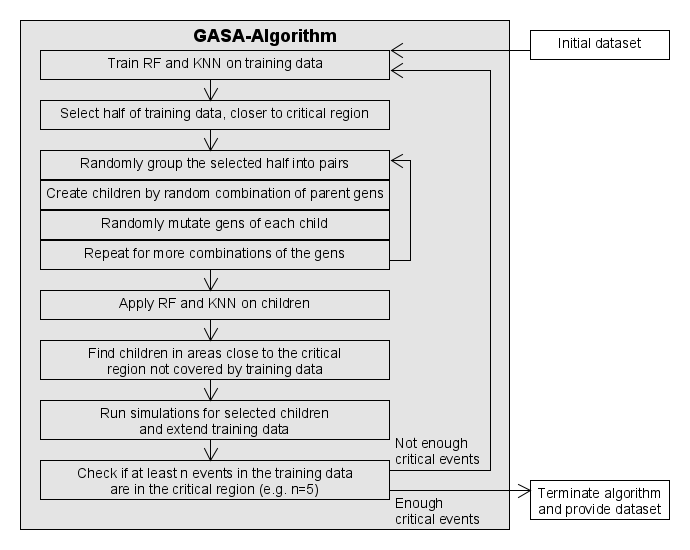 GASA-Algorithm
Initial dataset
Train RF and KNN on training data
Select half of training data, closer to critical region
Randomly group the selected half into pairs
Create children by random combination of parent gens
Randomly mutate gens of each child
Repeat for more combinations of the gens
Apply RF and KNN on children
Find children in areas close to the critical
region not covered by training data
Run simulations for selected children
and extend training data
Not enough
critical events
Check if at least n events in the training data
are in the critical region (e.g. n=5)
Enough
critical events
Terminate algorithm
and provide dataset